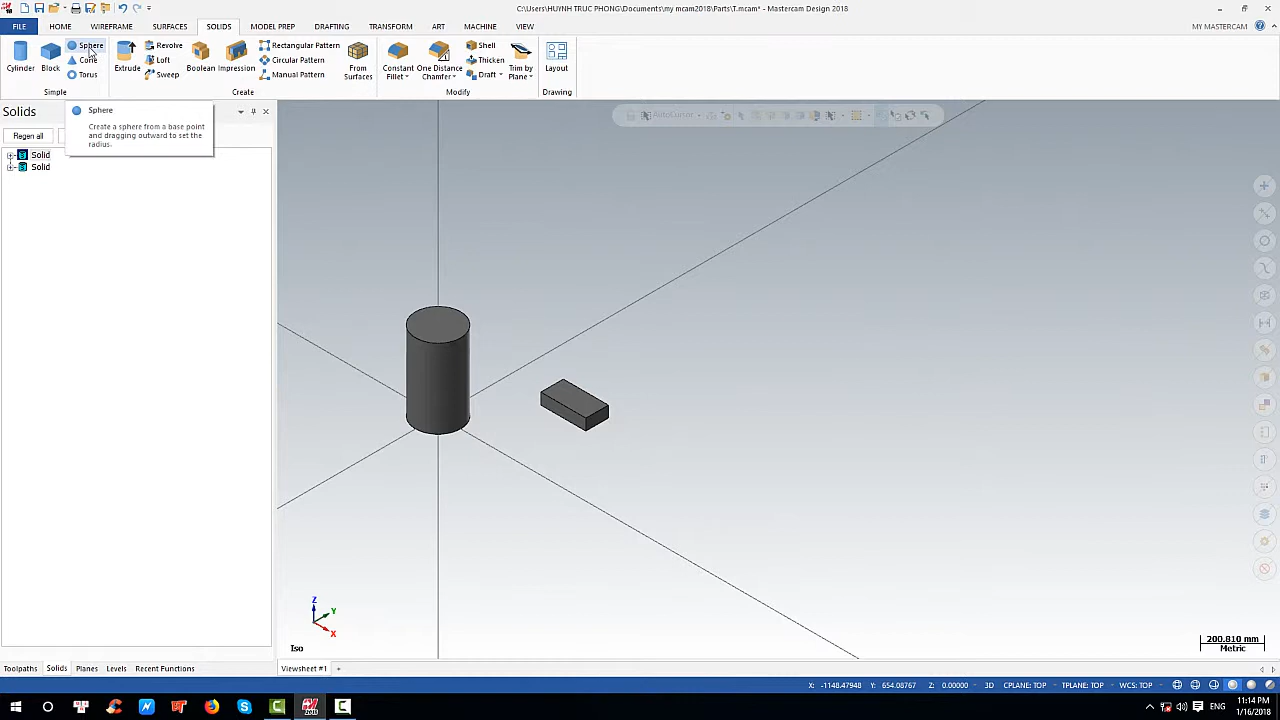 C:\Users\HUYNH TRUC PHONG\Documents\my mcam2018\Parts\T.mcam* - Mastercam Design 2018
FILE HOME WIREFRAME SURFACES SOLIDS MODEL PREP DRAFTING TRANSFORM ART MACHINE VIEW MY MASTERCAM
Sphere Revolve Rectangular Pattern Shell
Cone Loft Circular Pattern Thicken
Cylinder Block Torus Extrude Sweep Boolean Impression Manual Pattern From Surfaces Constant Fillet One Distance Chamfer Draft Trim by Plane Layout
Simple Create Modify Drawing
Solids
Sphere
Create a sphere from a base point
and dragging outward to set the
radius.
AutoCursor
Regen all
Solid
Solid
Z
Y
X
Iso
200.810 mm
Metric
Toolpaths Solids Planes Levels Recent Functions Viewsheet #1 +
X: -1148.47948 Y: 654.08767 Z: 0.00000 3D CPLANE: TOP TPLANE: TOP WCS: TOP
ENG
11:14 PM
1/16/2018